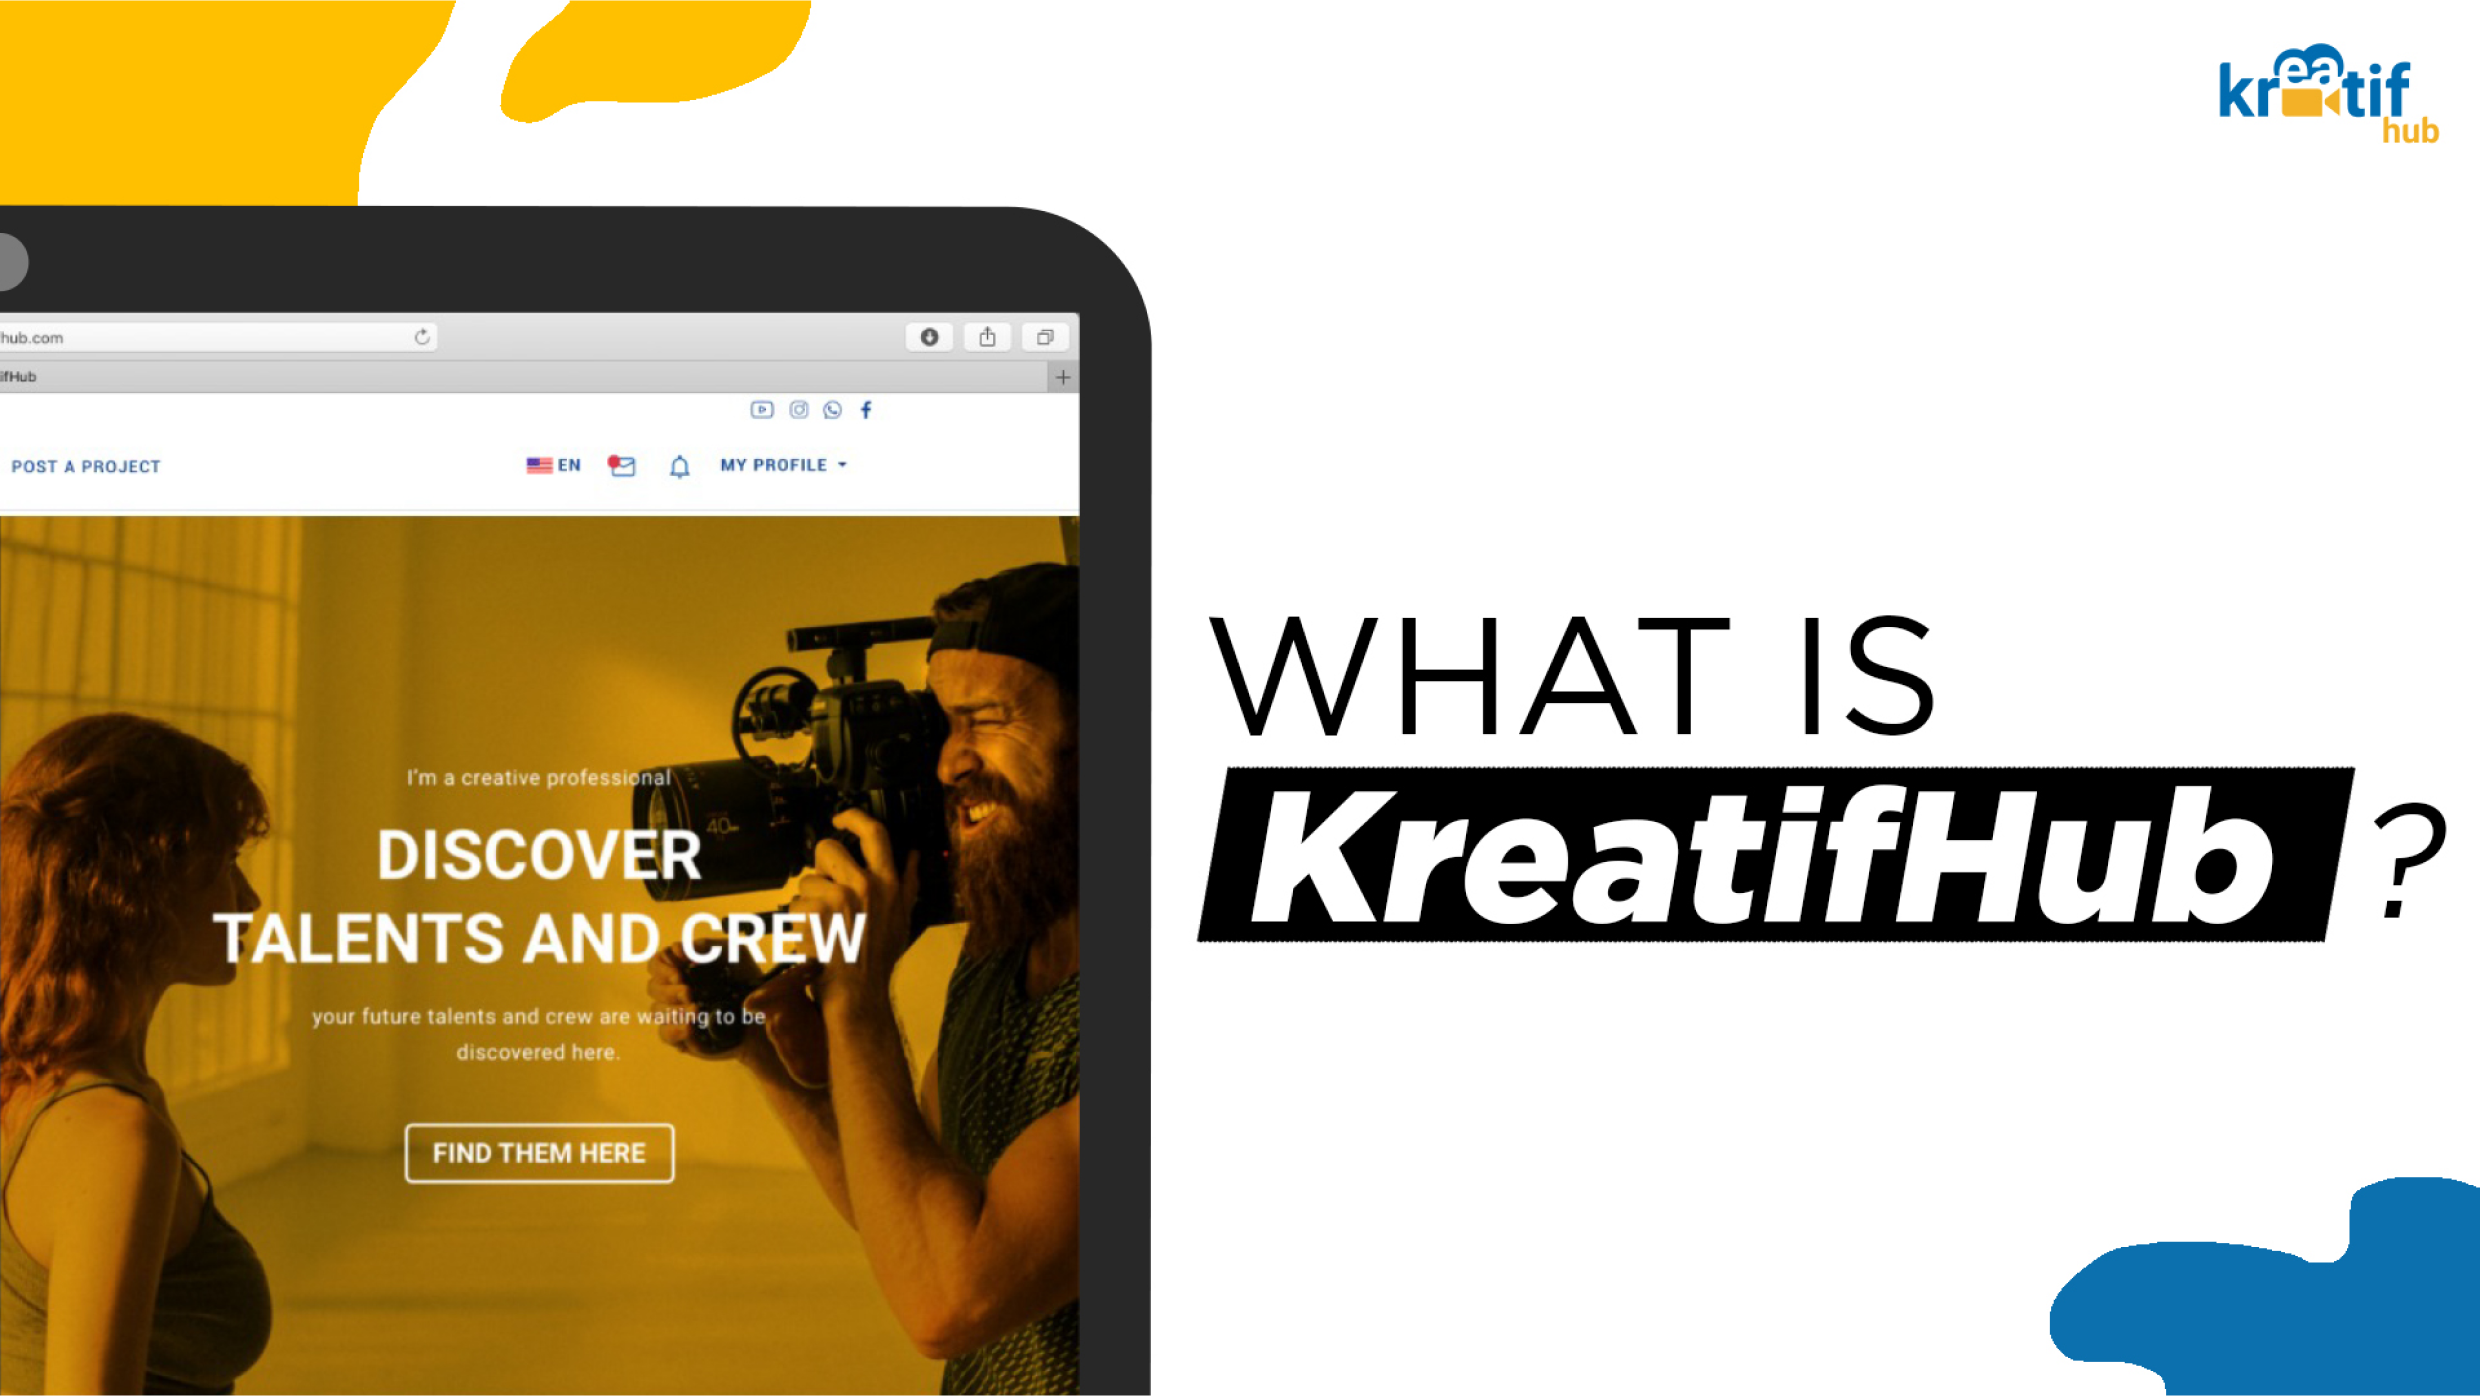 kreatif
hub
hub.com
ifHub
POST A PROJECT
EN
MY PROFILE
I'm a creative professional
DISCOVER
TALENTS AND CREW
your future talents and crew are waiting to be
discovered here.
FIND THEM HERE
WHAT IS
KreatifHub ?